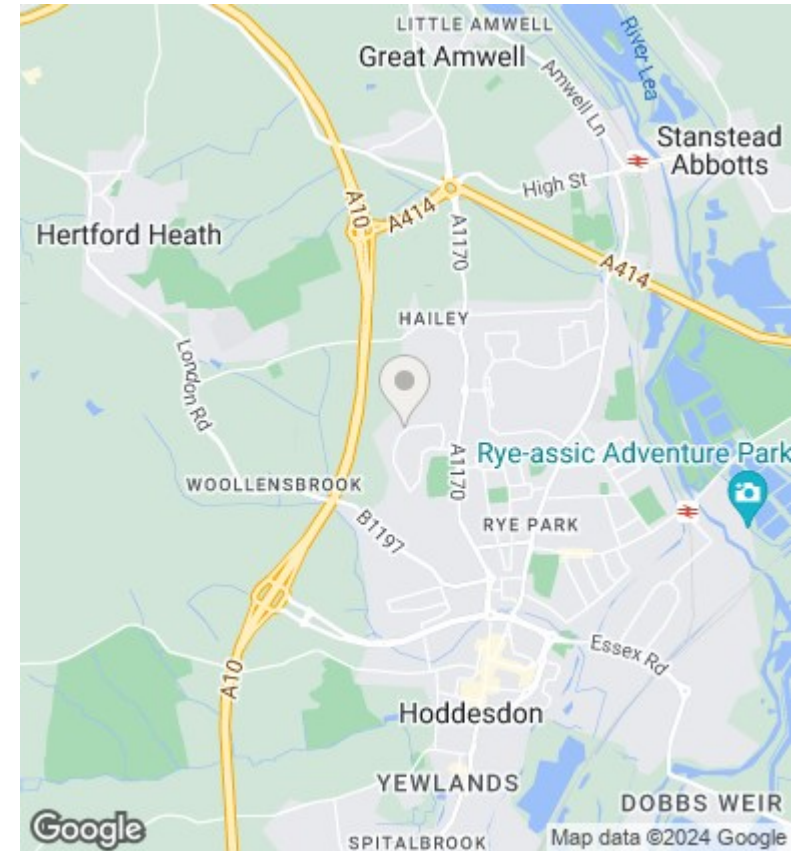 LITTLE AMWELL
Great Amwell
River Lea
Amwell Ln
Stanstead
Abbotts
High St
A10
A414
A1170
Hertford Heath
A414
HAILEY
London Rd
A1170
Rye-assic Adventure Park
WOOLLENSBROOK
B1197
RYE PARK
Essex Rd
A10
Hoddesdon
YEWLANDS
DOBBS WEIR
SPITALBROOK
Google
Map data ©2024 Google